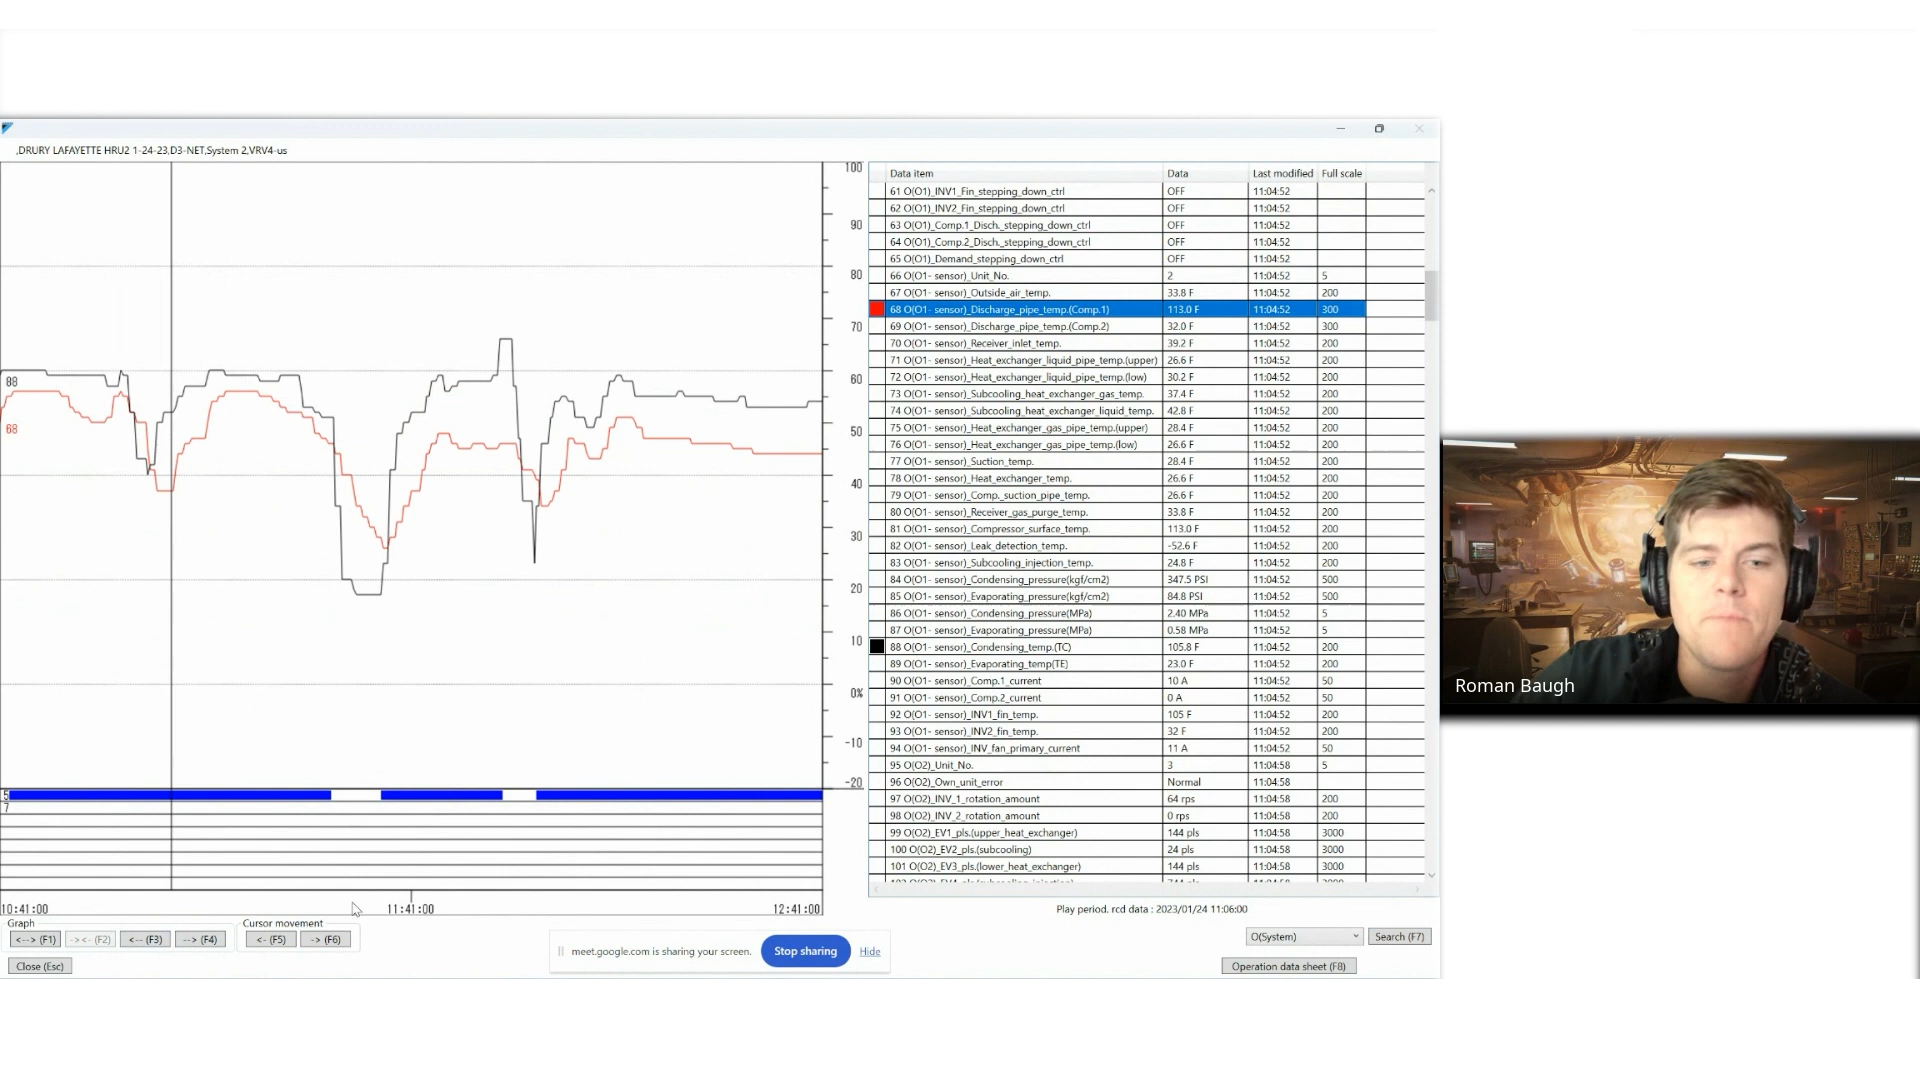 ,DRURY LAFAYETTE HRU2 1-24-23,D3-NET,System 2,VRV4-us
100
90
80
70
60
50
40
30
20
10
0%
-10
-20
88
68
5
7
10:41:00 11:41:00 12:41:00
Data item Data Last modified Full scale
61 O(O1)_INV1_Fin_stepping_down_ctrl OFF 11:04:52
62 O(O1)_INV2_Fin_stepping_down_ctrl OFF 11:04:52
63 O(O1)_Comp.1_Disch._stepping_down_ctrl OFF 11:04:52
64 O(O1)_Comp.2_Disch._stepping_down_ctrl OFF 11:04:52
65 O(O1)_Demand_stepping_down_ctrl OFF 11:04:52
66 O(O1- sensor)_Unit_No. 2 11:04:52 5
67 O(O1- sensor)_Outside_air_temp. 33.8 F 11:04:52 200
68 O(O1- sensor)_Discharge_pipe_temp.(Comp.1) 113.0 F 11:04:52 300
69 O(O1- sensor)_Discharge_pipe_temp.(Comp.2) 32.0 F 11:04:52 300
70 O(O1- sensor)_Receiver_inlet_temp. 39.2 F 11:04:52 200
71 O(O1- sensor)_Heat_exchanger_liquid_pipe_temp.(upper) 26.6 F 11:04:52 200
72 O(O1- sensor)_Heat_exchanger_liquid_pipe_temp.(low) 30.2 F 11:04:52 200
73 O(O1- sensor)_Subcooling_heat_exchanger_gas_temp. 37.4 F 11:04:52 200
74 O(O1- sensor)_Subcooling_heat_exchanger_liquid_temp. 42.8 F 11:04:52 200
75 O(O1- sensor)_Heat_exchanger_gas_pipe_temp.(upper) 28.4 F 11:04:52 200
76 O(O1- sensor)_Heat_exchanger_gas_pipe_temp.(low) 26.6 F 11:04:52 200
77 O(O1- sensor)_Suction_temp. 28.4 F 11:04:52 200
78 O(O1- sensor)_Heat_exchanger_temp. 26.6 F 11:04:52 200
79 O(O1- sensor)_Comp._suction_pipe_temp. 26.6 F 11:04:52 200
80 O(O1- sensor)_Receiver_gas_purge_temp. 33.8 F 11:04:52 200
81 O(O1- sensor)_Compressor_surface_temp. 113.0 F 11:04:52 200
82 O(O1- sensor)_Leak_detection_temp. -52.6 F 11:04:52 200
83 O(O1- sensor)_Subcooling_injection_temp. 24.8 F 11:04:52 200
84 O(O1- sensor)_Condensing_pressure(kgf/cm2) 347.5 PSI 11:04:52 500
85 O(O1- sensor)_Evaporating_pressure(kgf/cm2) 84.8 PSI 11:04:52 500
86 O(O1- sensor)_Condensing_pressure(MPa) 2.40 MPa 11:04:52 5
87 O(O1- sensor)_Evaporating_pressure(MPa) 0.58 MPa 11:04:52 5
88 O(O1- sensor)_Condensing_temp.(TC) 105.8 F 11:04:52 200
89 O(O1- sensor)_Evaporating_temp(TE) 23.0 F 11:04:52 200
90 O(O1- sensor)_Comp.1_current 10 A 11:04:52 50
91 O(O1- sensor)_Comp.2_current 0 A 11:04:52 50
92 O(O1- sensor)_INV1_fin_temp. 105 F 11:04:52 200
93 O(O1- sensor)_INV2_fin_temp. 32 F 11:04:52 200
94 O(O1- sensor)_INV_fan_primary_current 11 A 11:04:52 50
95 O(O2)_Unit_No. 3 11:04:58 5
96 O(O2)_Own_unit_error Normal 11:04:58
97 O(O2)_INV_1_rotation_amount 64 rps 11:04:58 200
98 O(O2)_INV_2_rotation_amount 0 rps 11:04:58 200
99 O(O2)_EV1_pls.(upper_heat_exchanger) 144 pls 11:04:58 3000
100 O(O2)_EV2_pls.(subcooling) 24 pls 11:04:58 3000
101 O(O2)_EV3_pls.(lower_heat_exchanger) 144 pls 11:04:58 3000
Play period. rcd data : 2023/01/24 11:06:00
Graph Cursor movement
<--> (F1) -><- (F2) <-- (F3) --> (F4) <- (F5) -> (F6)
Close (Esc)
meet.google.com is sharing your screen. Stop sharing Hide
O(System) Search (F7)
Operation data sheet (F8)
Roman Baugh